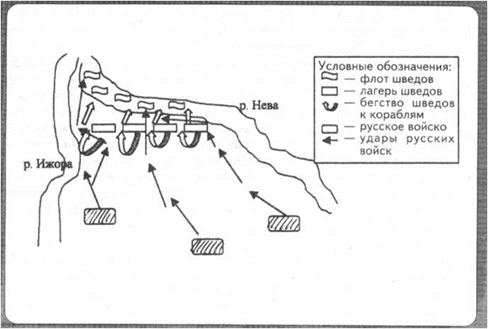 р. Нева
р. Ижора
Условные обозначения:
— флот шведов
— лагерь шведов
— бегство шведов
к кораблям
— русское войско
— удары русских
войск